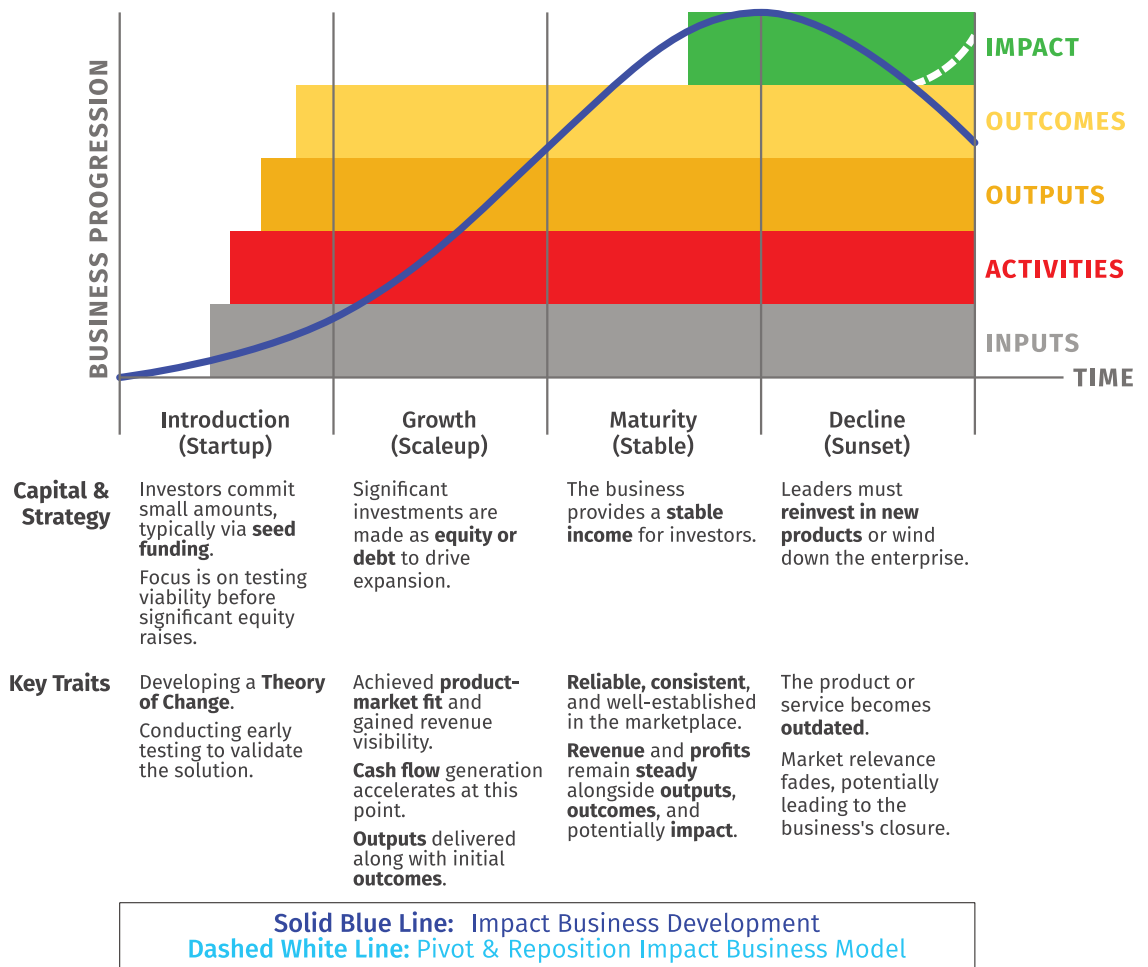 BUSINESS PROGRESSION
IMPACT
OUTCOMES
OUTPUTS
ACTIVITIES
INPUTS
TIME
Introduction
(Startup)
Growth
(Scaleup)
Maturity
(Stable)
Decline
(Sunset)
Capital &
Strategy
Investors commit
small amounts,
typically via seed
funding.
Focus is on testing
viability before
significant equity
raises.
Significant
investments are
made as equity or
debt to drive
expansion.
The business
provides a stable
income for investors.
Leaders must
reinvest in new
products or wind
down the enterprise.
Key Traits
Developing a Theory
of Change.
Conducting early
testing to validate
the solution.
Achieved product-
market fit and
gained revenue
visibility.
Cash flow generation
accelerates at this
point.
Outputs delivered
along with initial
outcomes.
Reliable, consistent,
and well-established
in the marketplace.
Revenue and profits
remain steady
alongside outputs,
outcomes, and
potentially impact.
The product or
service becomes
outdated.
Market relevance
fades, potentially
leading to the
business's closure.
Solid Blue Line: Impact Business Development
Dashed White Line: Pivot & Reposition Impact Business Model